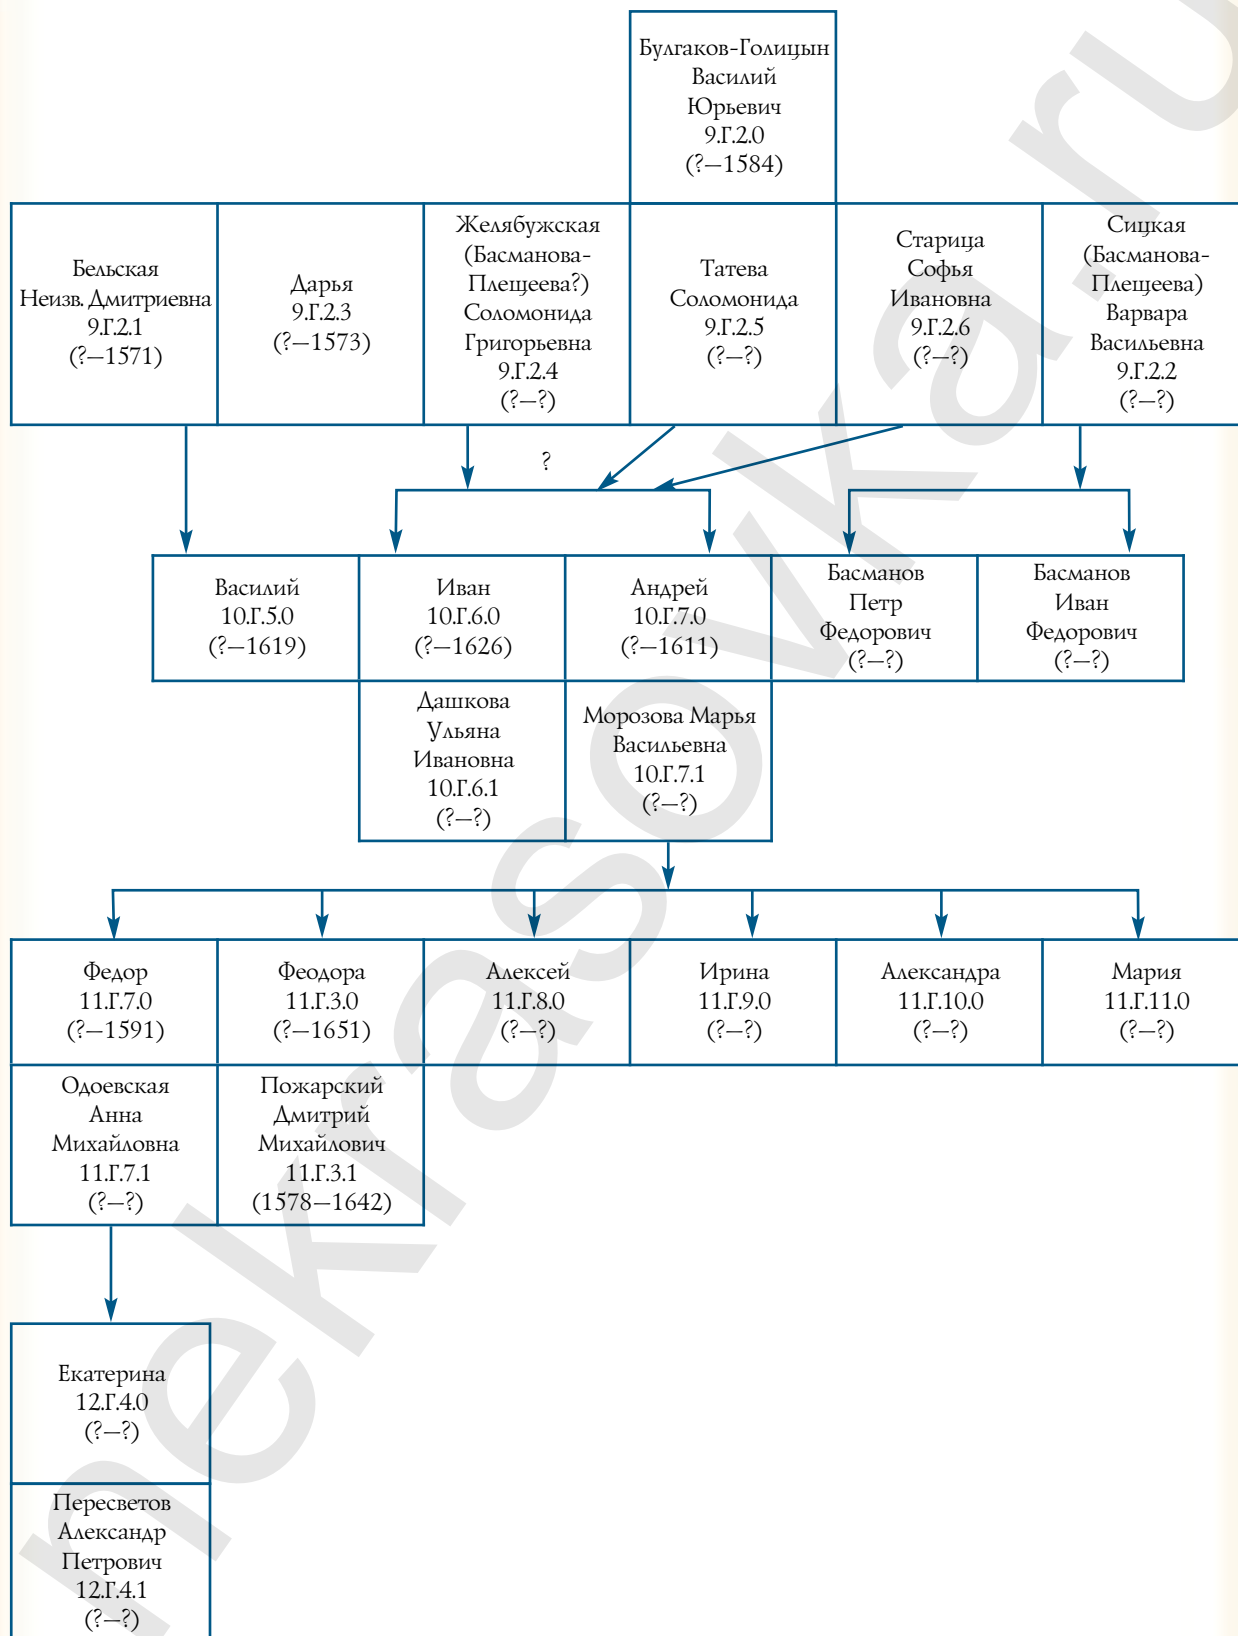 Булгаков-Голицын
Василий
Юрьевич
9.Г.2.0
(?—1584)
Бельская
Неизв. Дмитриевна
9.Г.2.1
(?—1571)
Дарья
9.Г.2.3
(?—1573)
Желябужская
(Басманова-
Плещеева?)
Соломонида
Григорьевна
9.Г.2.4
(?—?)
Татева
Соломонида
9.Г.2.5
(?—?)
Старица
Софья
Ивановна
9.Г.2.6
(?—?)
Сицкая
(Басманова-
Плещеева)
Варвара
Васильевна
9.Г.2.2
(?—?)
?
Василий
10.Г.5.0
(?—1619)
Иван
10.Г.6.0
(?—1626)
Андрей
10.Г.7.0
(?—1611)
Басманов
Петр
Федорович
(?—?)
Басманов
Иван
Федорович
(?—?)
Дашкова
Ульяна
Ивановна
10.Г.6.1
(?—?)
Морозова Марья
Васильевна
10.Г.7.1
(?—?)
Федор
11.Г.7.0
(?—1591)
Феодора
11.Г.3.0
(?—1651)
Алексей
11.Г.8.0
(?—?)
Ирина
11.Г.9.0
(?—?)
Александра
11.Г.10.0
(?—?)
Мария
11.Г.11.0
(?—?)
Одоевская
Анна
Михайловна
11.Г.7.1
(?—?)
Пожарский
Дмитрий
Михайлович
11.Г.3.1
(1578—1642)
Екатерина
12.Г.4.0
(?—?)
Пересветов
Александр
Петрович
12.Г.4.1
(?—?)
nekrasovka.ru